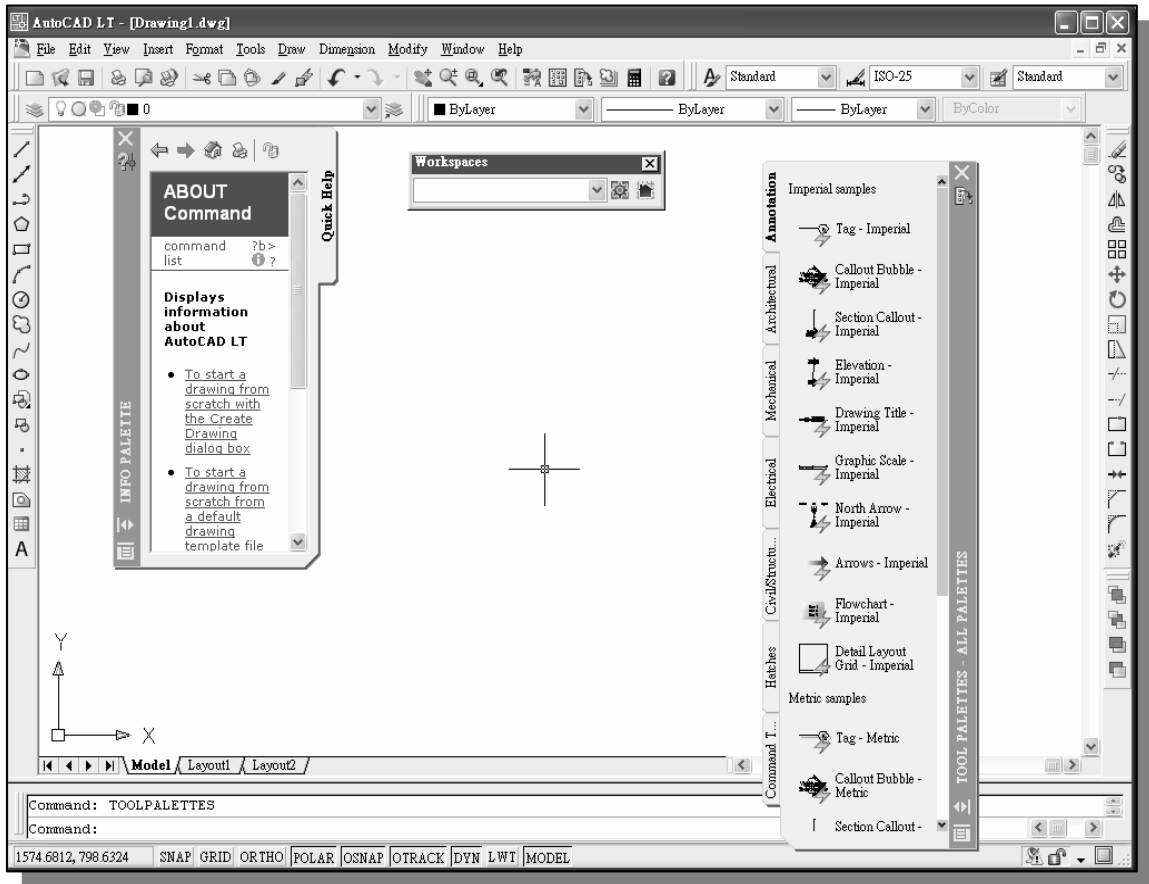 AutoCAD LT - [Drawing1.dwg]
File Edit View Insert Format Tools Draw Dimension Modify Window Help
Standard ISO-25 Standard
0 ByLayer ByLayer ByLayer ByColor
INFO PALETTE
Quick Help
ABOUT
Command
command ?b>
list ?
Displays
information
about
AutoCAD LT
• To start a
drawing from
scratch with
the Create
Drawing
dialog box
• To start a
drawing from
scratch from
a default
drawing
template file
Workspaces
Annotation
Architectural
Mechanical
Electrical
Civil/Structu...
Hatches
Command T...
Imperial samples
Tag - Imperial
Callout Bubble -
Imperial
Section Callout -
Imperial
Elevation -
Imperial
Drawing Title -
Imperial
Graphic Scale -
Imperial
North Arrow -
Imperial
Arrows - Imperial
Flowchart -
Imperial
Detail Layout
Grid - Imperial
Metric samples
Tag - Metric
Callout Bubble -
Metric
Section Callout -
TOOL PALETTES - ALL PALETTES
A
Y
X
Model Layout1 Layout2
Command: TOOLPALETTES
Command:
1574.6812, 798.6324 SNAP GRID ORTHO POLAR OSNAP OTRACK DYN LWT MODEL